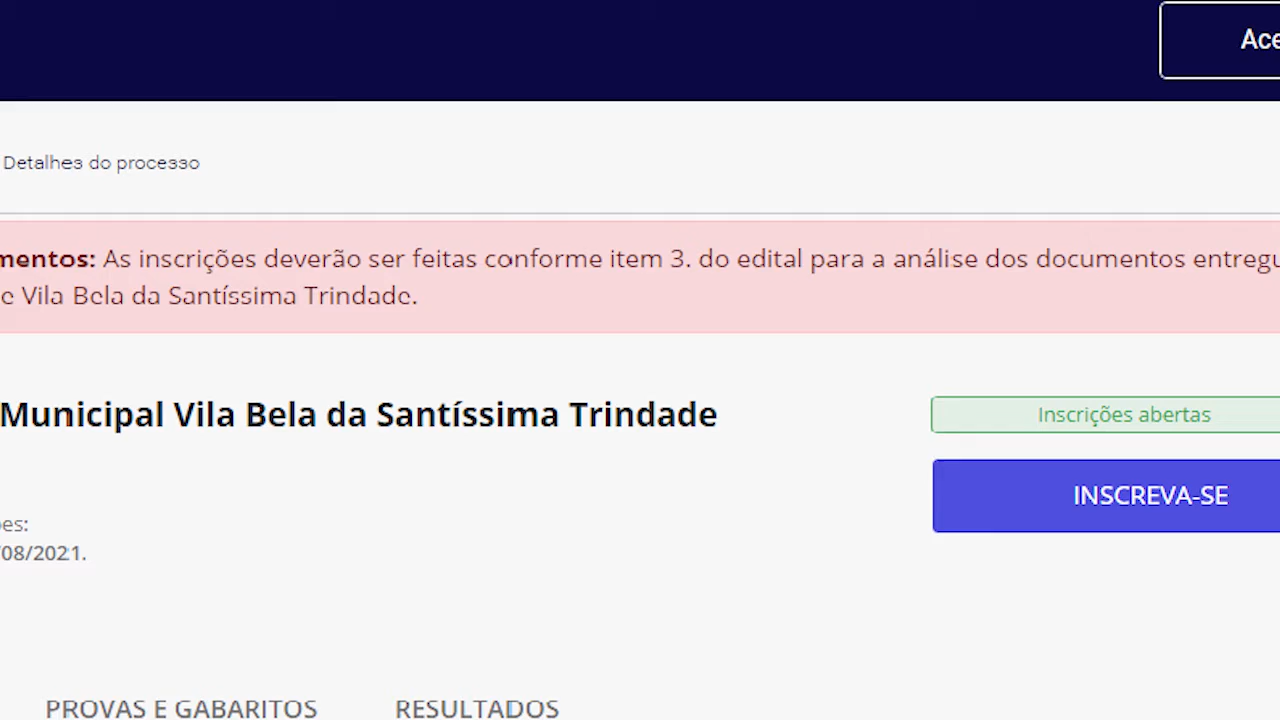 Ace
Detalhes do processo
mentos: As inscrições deverão ser feitas conforme item 3. do edital para a análise dos documentos entregu
e Vila Bela da Santíssima Trindade.
Municipal Vila Bela da Santíssima Trindade
Inscrições abertas
INSCREVA-SE
ões:
/08/2021.
PROVAS E GABARITOS RESULTADOS